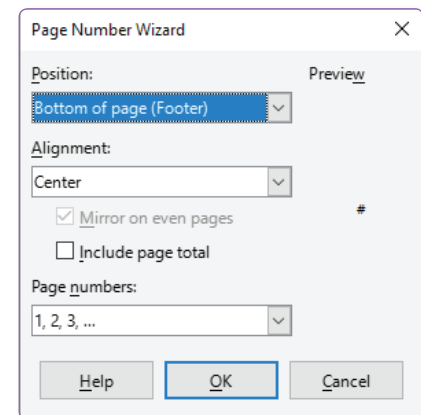 Page Number Wizard
Position:
Preview
Bottom of page (Footer)
Alignment:
Center
Mirror on even pages
#
Include page total
Page numbers:
1, 2, 3, ...
Help
OK
Cancel